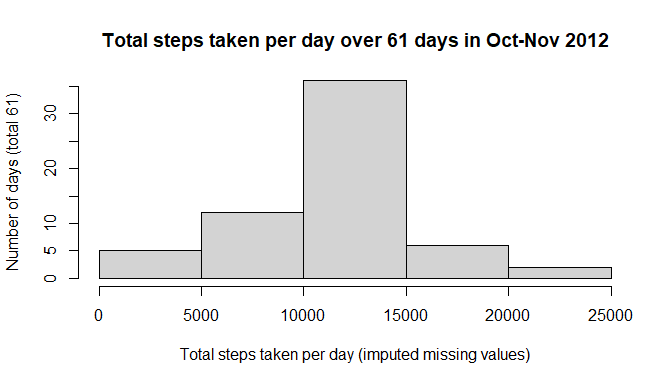 Total steps taken per day over 61 days in Oct-Nov 2012
Number of days (total 61)
30
20
10
5
0
0 5000 10000 15000 20000 25000
Total steps taken per day (imputed missing values)